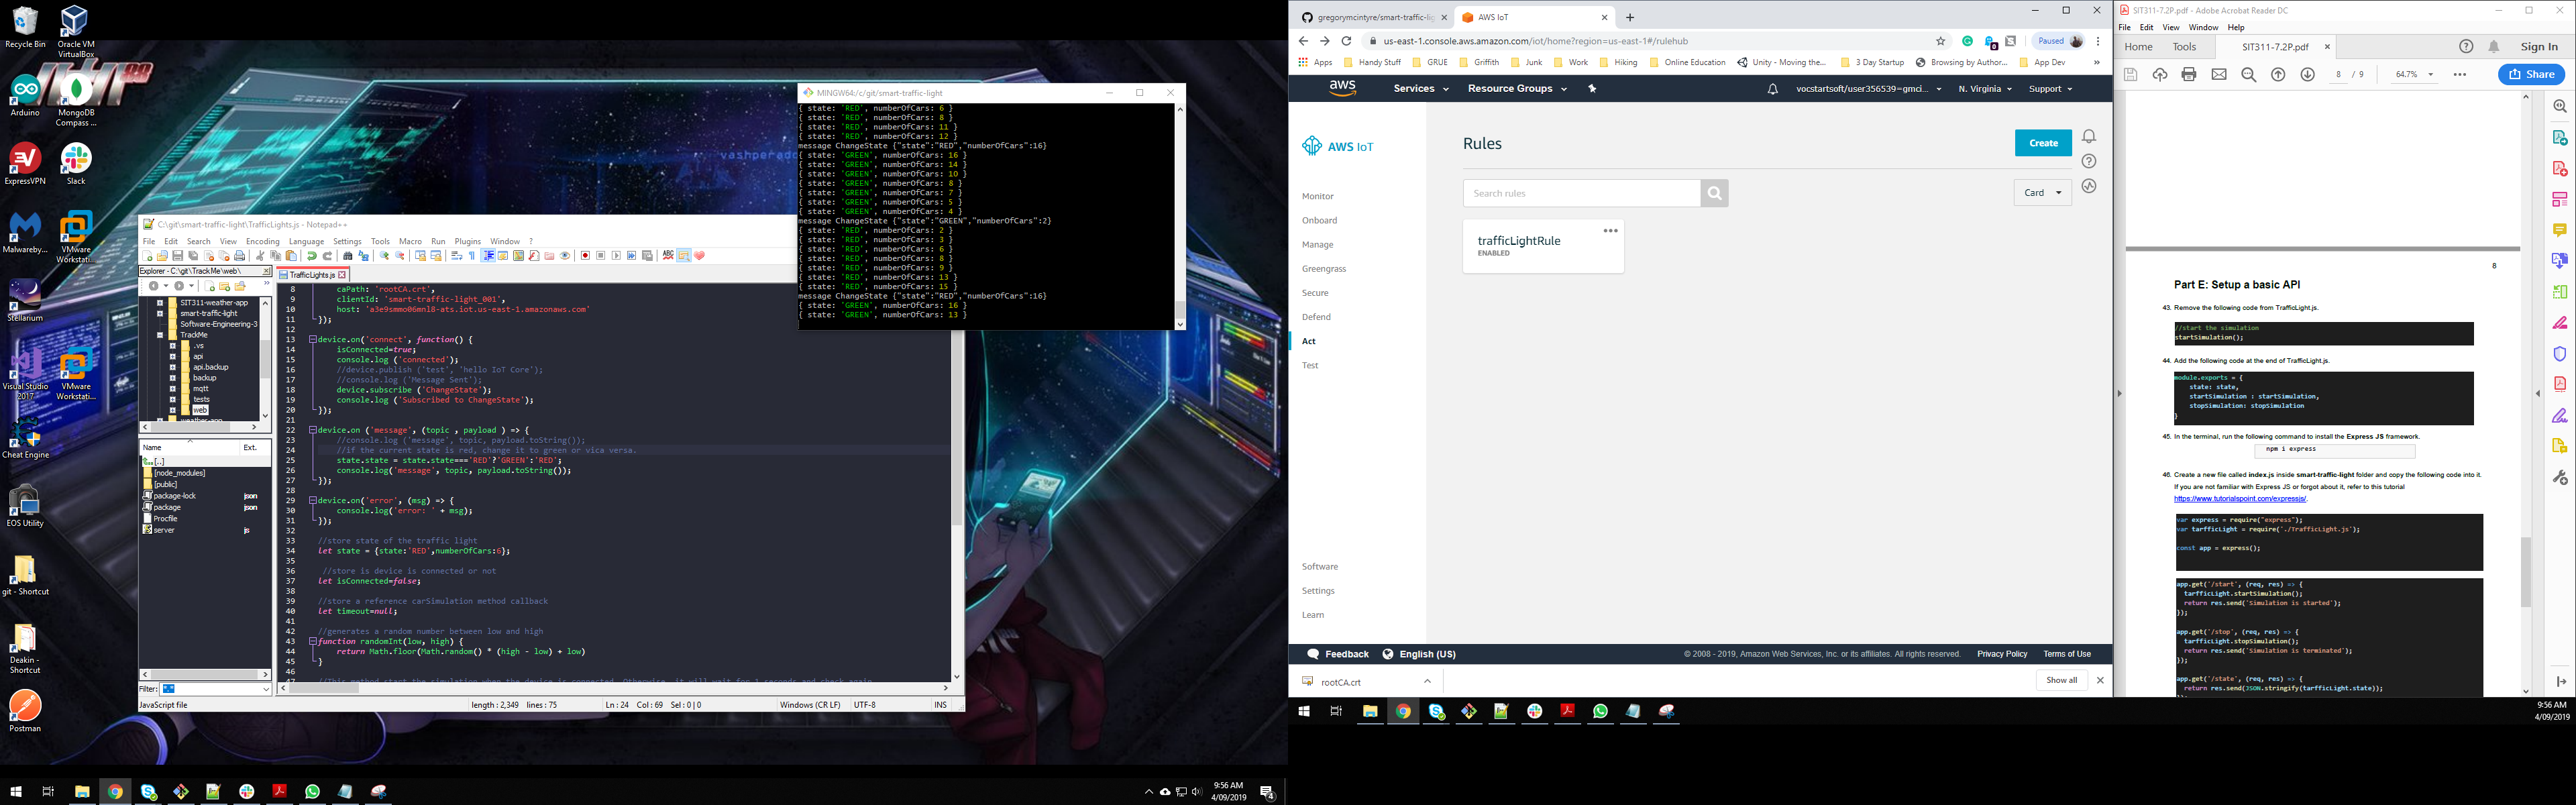 Recycle Bin
Oracle VM
VirtualBox
Arduino
MongoDB
Compass ...
ExpressVPN
Slack
Malwareby...
VMware
Workstati...
Stellarium
Visual Studio
2017
VMware
Workstati...
Cheat Engine
EOS Utility
git - Shortcut
Deakin -
Shortcut
Postman
vashperado
C:\git\smart-traffic-light\TrafficLights.js - Notepad++
File Edit Search View Encoding Language Settings Tools Macro Run Plugins Window ?
Explorer - C:\git\TrackMe\web\
SIT311-weather-app
smart-traffic-light
Software-Engineering-3
TrackMe
.vs
api
api.backup
backup
mqtt
tests
web
Name Ext.
[..]
[node_modules]
[public]
package-lock json
package json
Procfile
server js
Filter:
TrafficLights.js
8 caPath: 'rootCA.crt',
9 clientId: 'smart-traffic-light_001',
10 host: 'a3e9smmo06mnl8-ats.iot.us-east-1.amazonaws.com'
11 });
12
13 device.on('connect', function() {
14 isConnected=true;
15 console.log ('connected');
16 //device.publish ('test', 'hello IoT Core');
17 //console.log ('Message Sent');
18 device.subscribe ('ChangeState');
19 console.log ('Subscribed to ChangeState');
20 });
21
22 device.on ('message', (topic , payload ) => {
23 //console.log ('message', topic, payload.toString());
24 //if the current state is red, change it to green or vica versa.
25 state.state = state.state==='RED'?'GREEN':'RED';
26 console.log('message', topic, payload.toString());
27 });
28
29 device.on('error', (msg) => {
30 console.log('error: ' + msg);
31 });
32
33 //store state of the traffic light
34 let state = {state:'RED',numberOfCars:6};
35
36 //store is device is connected or not
37 let isConnected=false;
38
39 //store a reference carSimulation method callback
40 let timeout=null;
41
42 //generates a random number between low and high
43 function randomInt(low, high) {
44 return Math.floor(Math.random() * (high - low) + low)
45 }
46
47 //This method start the simulation when the device is connected. Otherwise, it will wait for 1 seconds and check again
JavaScript file length : 2,349 lines : 75 Ln : 24 Col : 69 Sel : 0 | 0 Windows (CR LF) UTF-8 INS
MINGW64:/c/git/smart-traffic-light
{ state: 'RED', numberOfCars: 6 }
{ state: 'RED', numberOfCars: 8 }
{ state: 'RED', numberOfCars: 11 }
{ state: 'RED', numberOfCars: 12 }
message ChangeState {"state":"RED","numberOfCars":16}
{ state: 'GREEN', numberOfCars: 16 }
{ state: 'GREEN', numberOfCars: 14 }
{ state: 'GREEN', numberOfCars: 10 }
{ state: 'GREEN', numberOfCars: 8 }
{ state: 'GREEN', numberOfCars: 7 }
{ state: 'GREEN', numberOfCars: 5 }
{ state: 'GREEN', numberOfCars: 4 }
message ChangeState {"state":"GREEN","numberOfCars":2}
{ state: 'RED', numberOfCars: 2 }
{ state: 'RED', numberOfCars: 3 }
{ state: 'RED', numberOfCars: 6 }
{ state: 'RED', numberOfCars: 8 }
{ state: 'RED', numberOfCars: 9 }
{ state: 'RED', numberOfCars: 13 }
{ state: 'RED', numberOfCars: 15 }
message ChangeState {"state":"RED","numberOfCars":16}
{ state: 'GREEN', numberOfCars: 16 }
{ state: 'GREEN', numberOfCars: 13 }
9:56 AM
4/09/2019
4
gregorymcintyre/smart-traffic-lig
AWS IoT
us-east-1.console.aws.amazon.com/iot/home?region=us-east-1#/rulehub
Paused
Apps Handy Stuff GRUE Griffith Junk Work Hiking Online Education Unity - Moving the... 3 Day Startup Browsing by Author... App Dev »
aws Services Resource Groups vocstartsoft/user356539=gmci... N. Virginia Support
AWS IoT
Monitor
Onboard
Manage
Greengrass
Secure
Defend
Act
Test
Software
Settings
Learn
Rules
Create
Search rules
Card
trafficLightRule
ENABLED
Feedback English (US) © 2008 - 2019, Amazon Web Services, Inc. or its affiliates. All rights reserved. Privacy Policy Terms of Use
rootCA.crt
Show all
SIT311-7.2P.pdf - Adobe Acrobat Reader DC
File Edit View Window Help
Home Tools SIT311-7.2P.pdf Sign In
8 / 9 64.7% Share
8
Part E: Setup a basic API
43. Remove the following code from TrafficLight.js.
//start the simulation
startSimulation();
44. Add the following code at the end of TrafficLight.js.
module.exports = {
state: state,
startSimulation : startSimulation,
stopSimulation: stopSimulation
}
45. In the terminal, run the following command to install the Express JS framework.
npm i express
46. Create a new file called index.js inside smart-traffic-light folder and copy the following code into it.
If you are not familiar with Express JS or forgot about it, refer to this tutorial
https://www.tutorialspoint.com/expressjs/.
var express = require("express");
var tarfficLight = require('./TrafficLight.js');
const app = express();
app.get('/start', (req, res) => {
tarfficLight.startSimulation();
return res.send('Simulation is started');
});
app.get('/stop', (req, res) => {
tarfficLight.stopSimulation();
return res.send('Simulation is terminated');
});
app.get('/state', (req, res) => {
return res.send(JSON.stringify(tarfficLight.state));
9:56 AM
4/09/2019